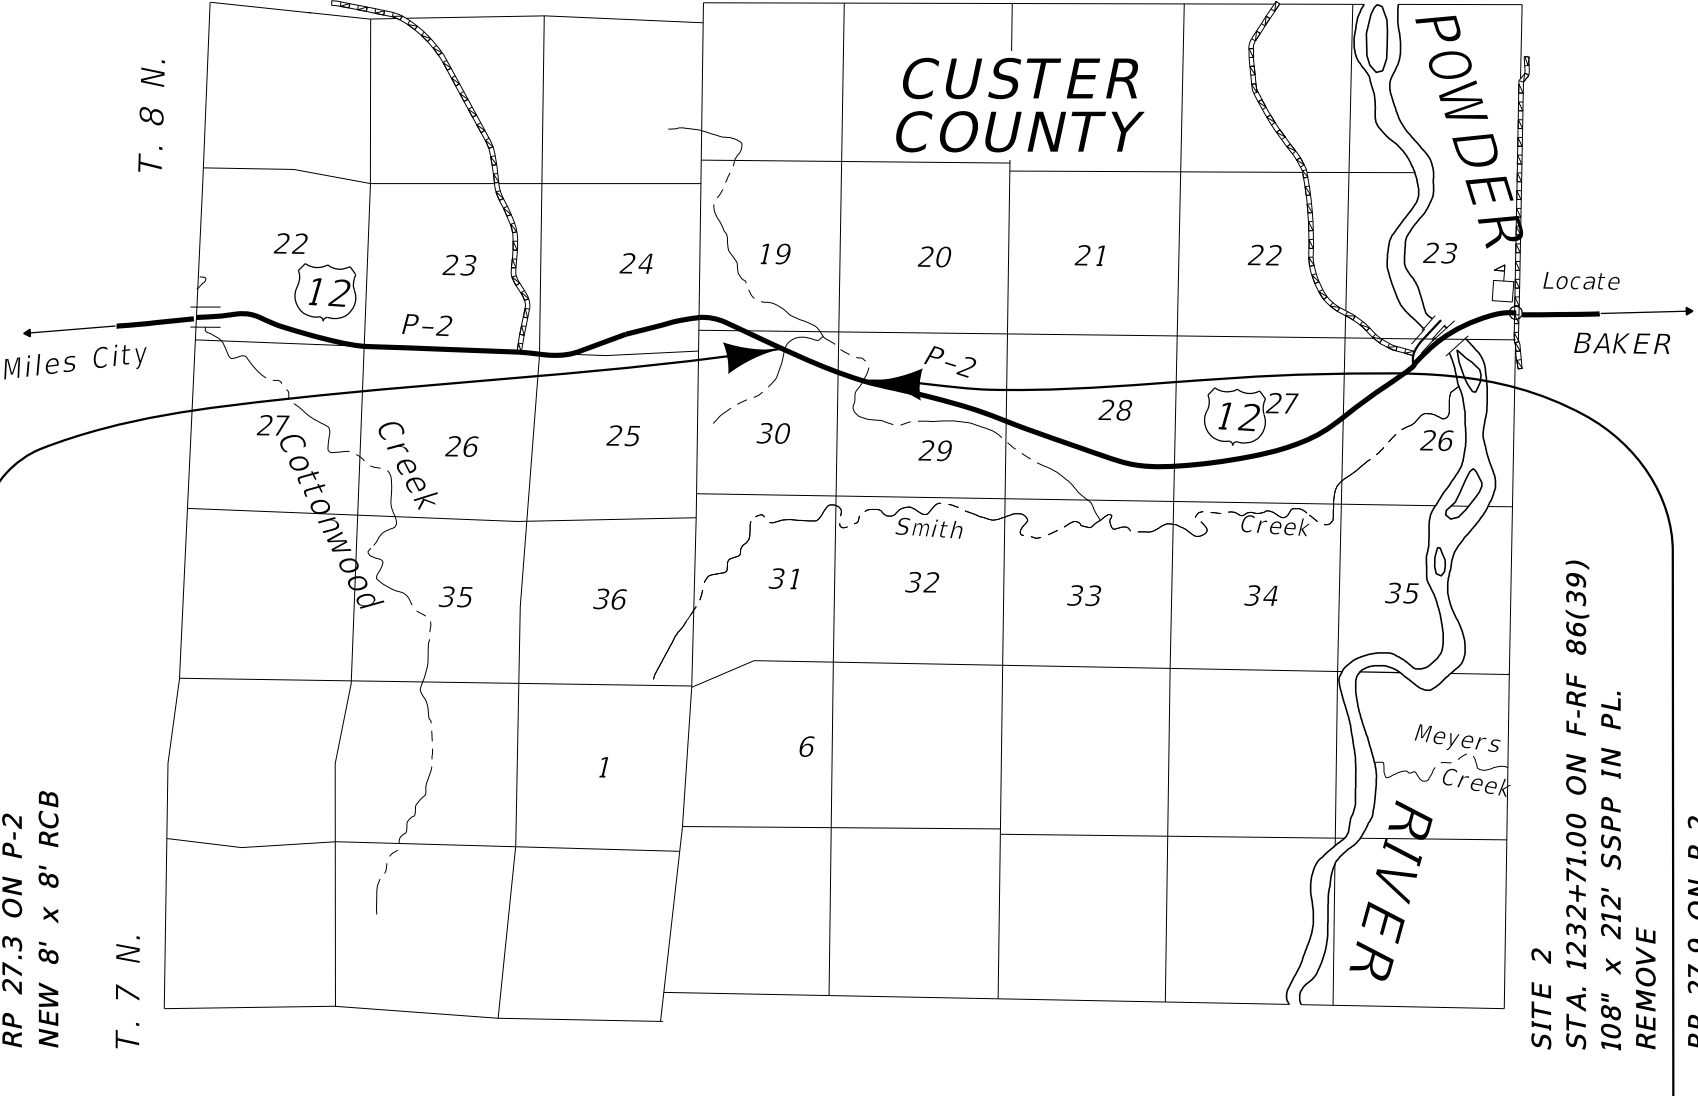 T. 8 N.
CUSTER
COUNTY
POWDER
22
23
24
19
20
21
22
23
12
P-2
Locate
Miles City
BAKER
P-2
27
Cottonwood
Creek
26
25
30
29
28
12
27
26
Smith
Creek
35
36
31
32
33
34
35
1
6
Meyers
Creek
RIVER
T. 7 N.
RP 27.3 ON P-2
NEW 8' x 8' RCB
SITE 2
STA. 1232+71.00 ON F-RF 86(39)
108" x 212' SSPP IN PL.
REMOVE